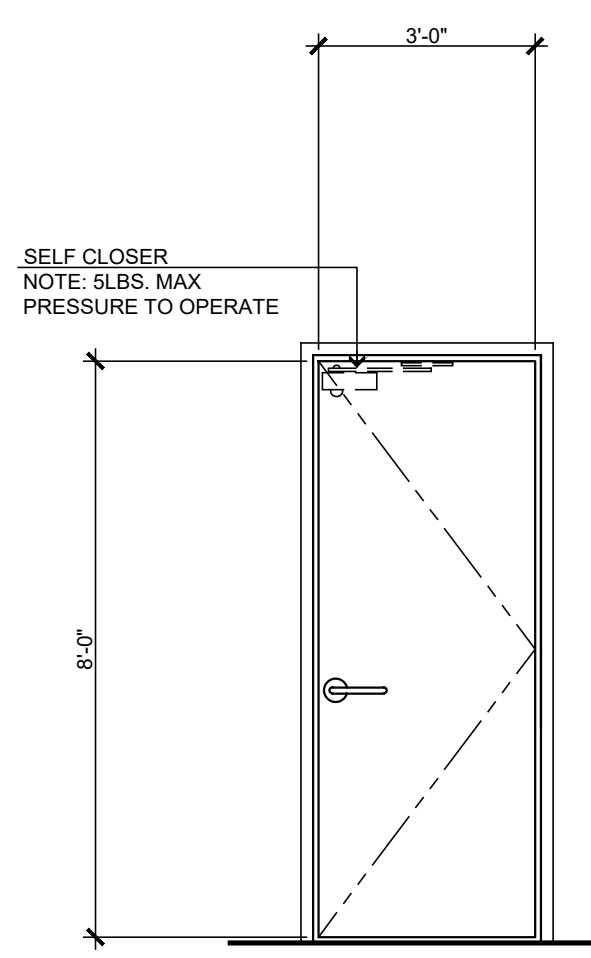 3'-0"
SELF CLOSER
NOTE: 5LBS. MAX
PRESSURE TO OPERATE
8'-0"